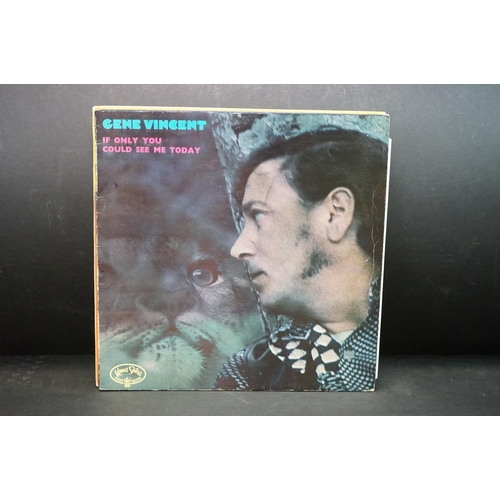 GENE VINCENT
IF ONLY YOU
COULD SEE ME TODAY